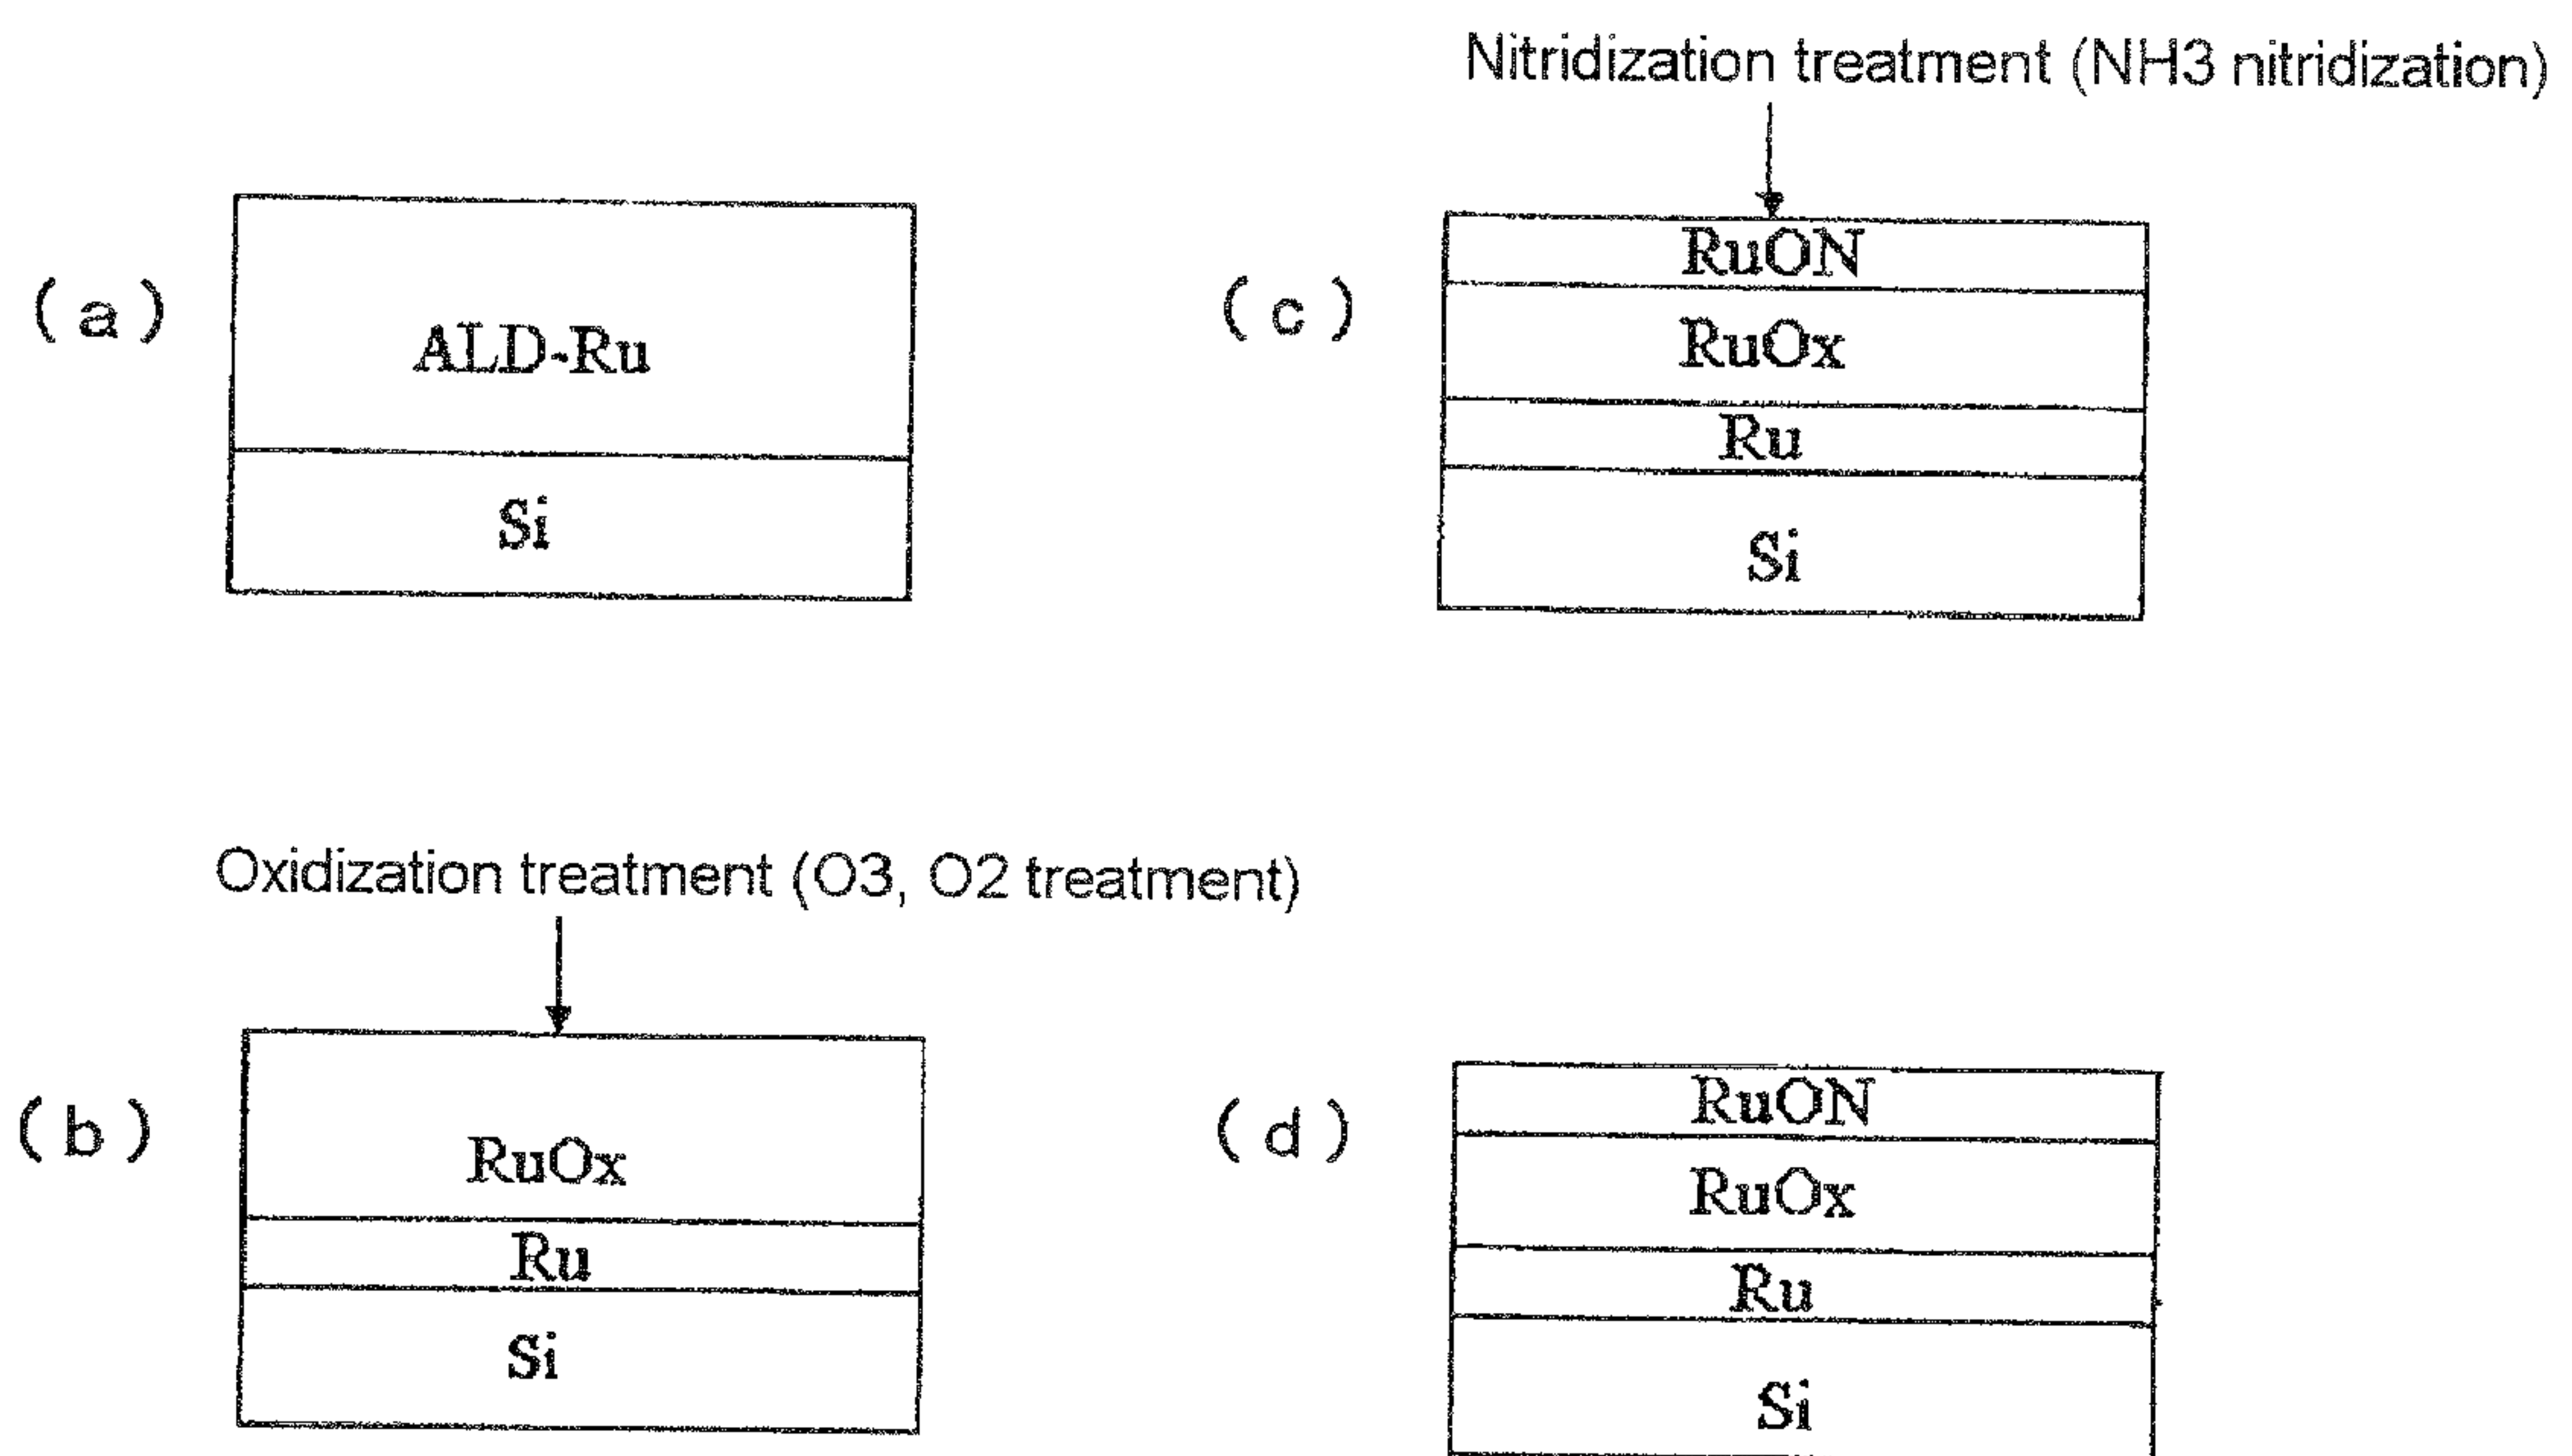 (a)
ALD-Ru
Si
Oxidization treatment (O3, O2 treatment)
(b)
RuOx
Ru
Si
Nitridization treatment (NH3 nitridization)
(c)
RuON
RuOx
Ru
Si
(d)
RuON
RuOx
Ru
Si